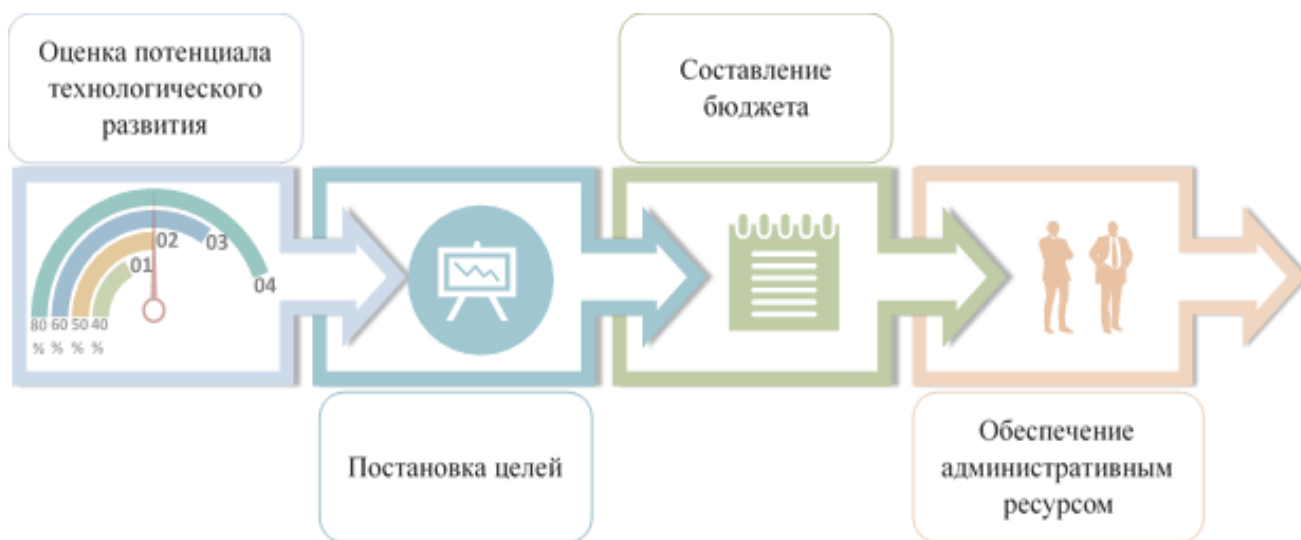 Оценка потенциала
технологического
развития
Составление
бюджета
01
02
03
04
80 60 50 40
% % % %
Постановка целей
Обеспечение
административным
ресурсом